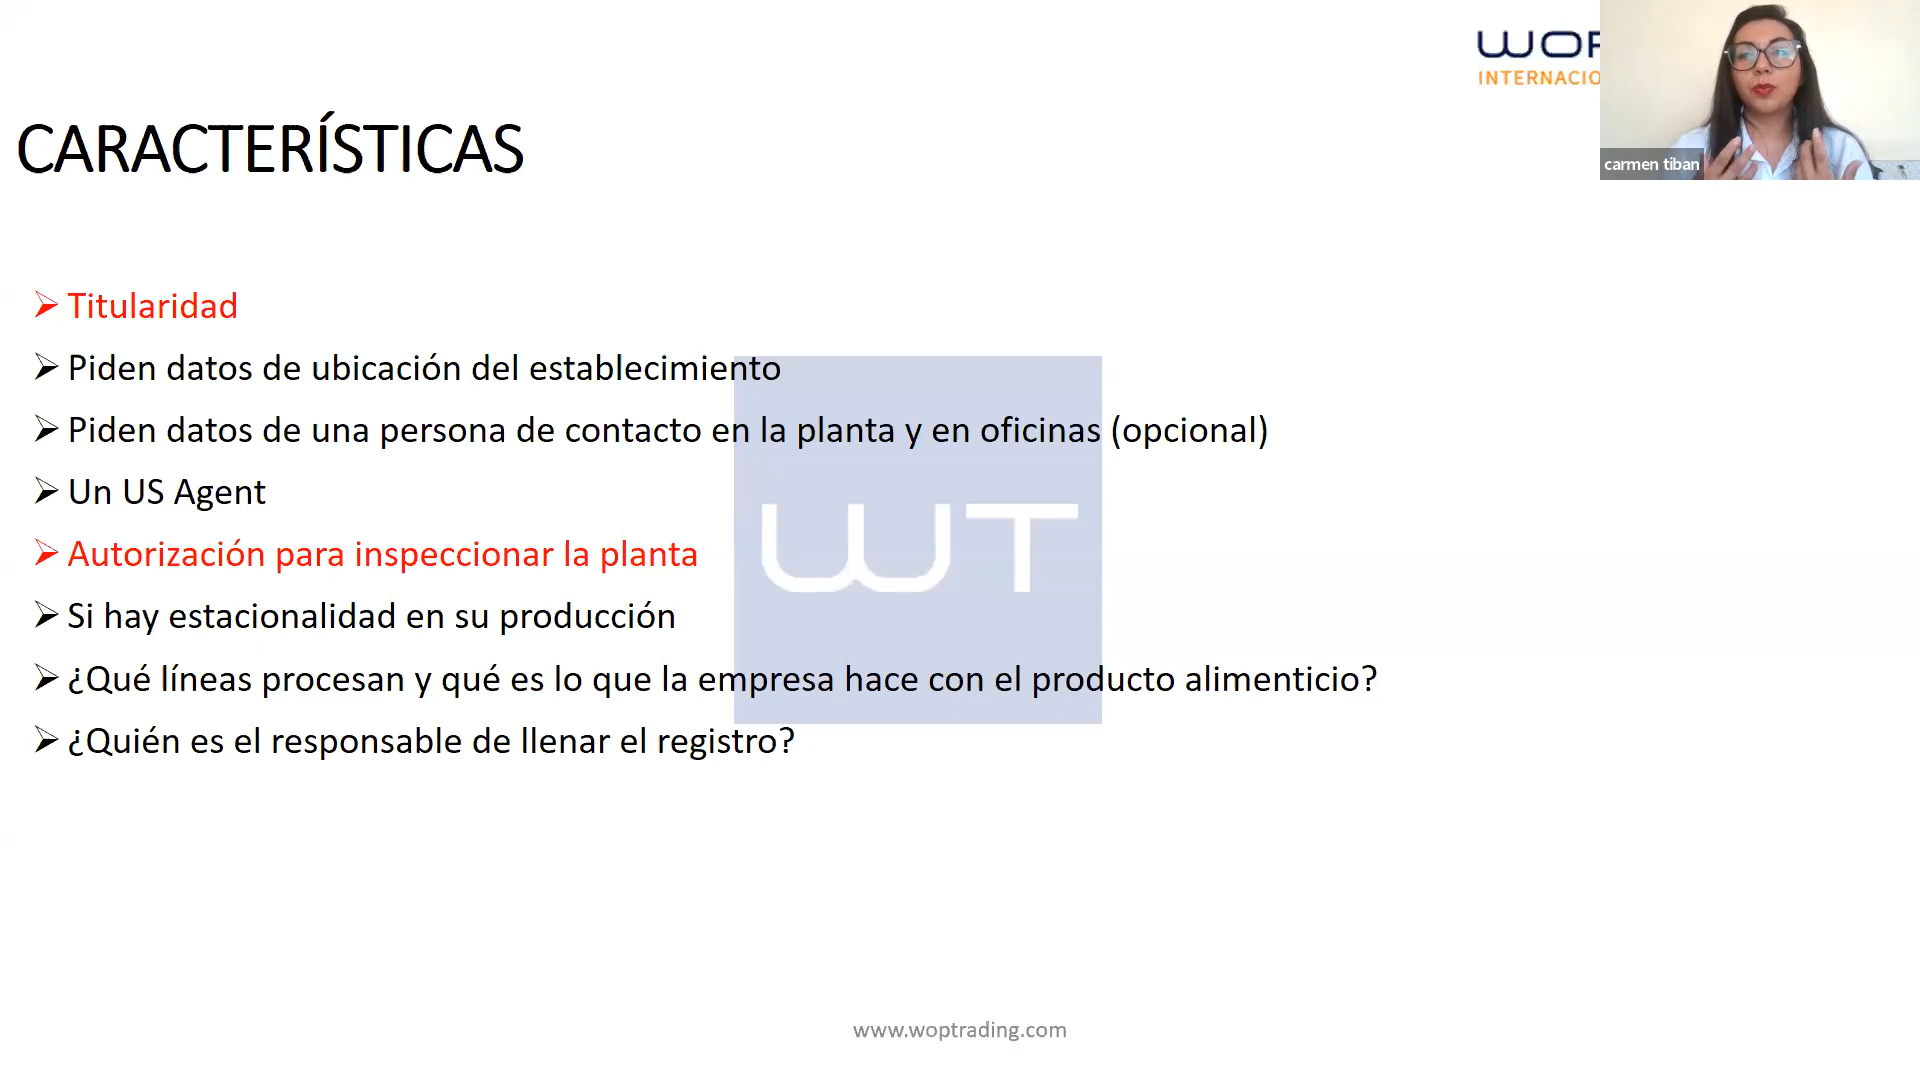 INTERNACIO
carmen tiban
CARACTERÍSTICAS
Titularidad
Piden datos de ubicación del establecimiento
Piden datos de una persona de contacto en la planta y en oficinas (opcional)
Un US Agent
Autorización para inspeccionar la planta
Si hay estacionalidad en su producción
¿Qué líneas procesan y qué es lo que la empresa hace con el producto alimenticio?
¿Quién es el responsable de llenar el registro?
WT
www.woptrading.com